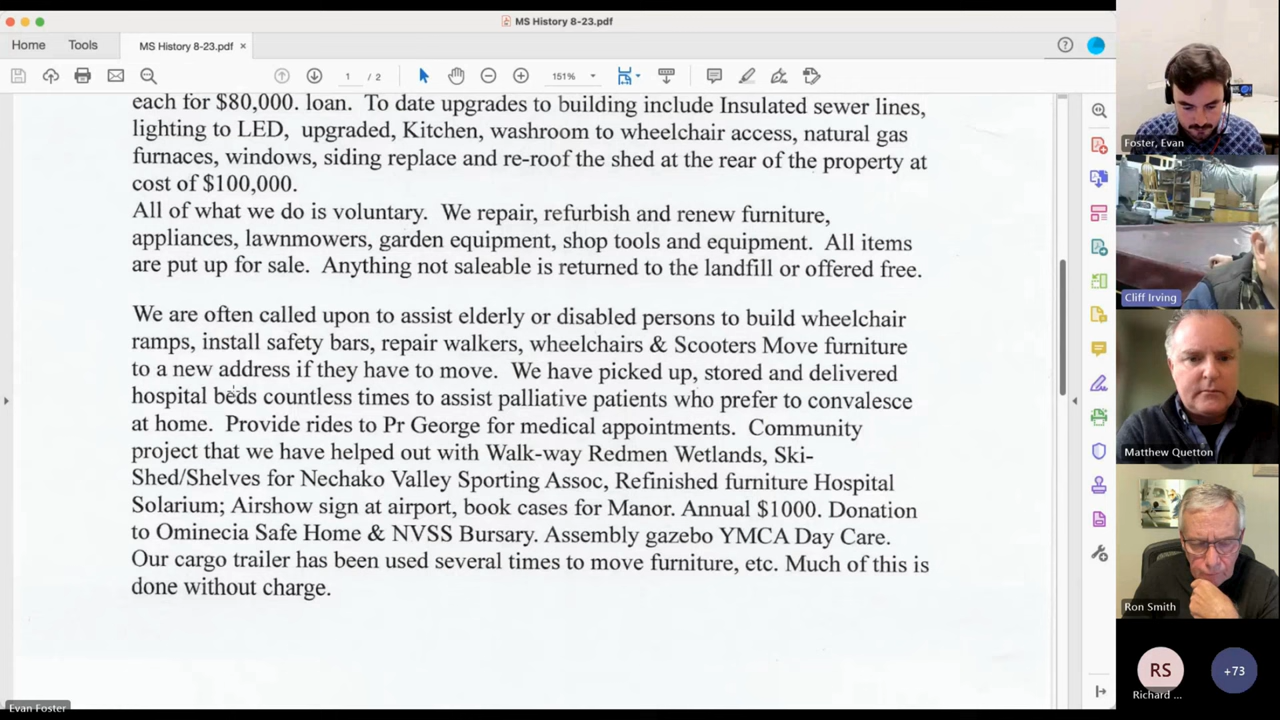 MS History 8-23.pdf
Home
Tools
MS History 8-23.pdf ×
1 / 2
151%
each for $80,000. loan. To date upgrades to building include Insulated sewer lines,
lighting to LED, upgraded, Kitchen, washroom to wheelchair access, natural gas
furnaces, windows, siding replace and re-roof the shed at the rear of the property at
cost of $100,000.
All of what we do is voluntary. We repair, refurbish and renew furniture,
appliances, lawnmowers, garden equipment, shop tools and equipment. All items
are put up for sale. Anything not saleable is returned to the landfill or offered free.
We are often called upon to assist elderly or disabled persons to build wheelchair
ramps, install safety bars, repair walkers, wheelchairs & Scooters Move furniture
to a new address if they have to move. We have picked up, stored and delivered
hospital beds countless times to assist palliative patients who prefer to convalesce
at home. Provide rides to Pr George for medical appointments. Community
project that we have helped out with Walk-way Redmen Wetlands, Ski-
Shed/Shelves for Nechako Valley Sporting Assoc, Refinished furniture Hospital
Solarium; Airshow sign at airport, book cases for Manor. Annual $1000. Donation
to Ominecia Safe Home & NVSS Bursary. Assembly gazebo YMCA Day Care.
Our cargo trailer has been used several times to move furniture, etc. Much of this is
done without charge.
Evan Foster
Foster, Evan
Cliff Irving
Matthew Quetton
Ron Smith
RS
Richard ...
+73